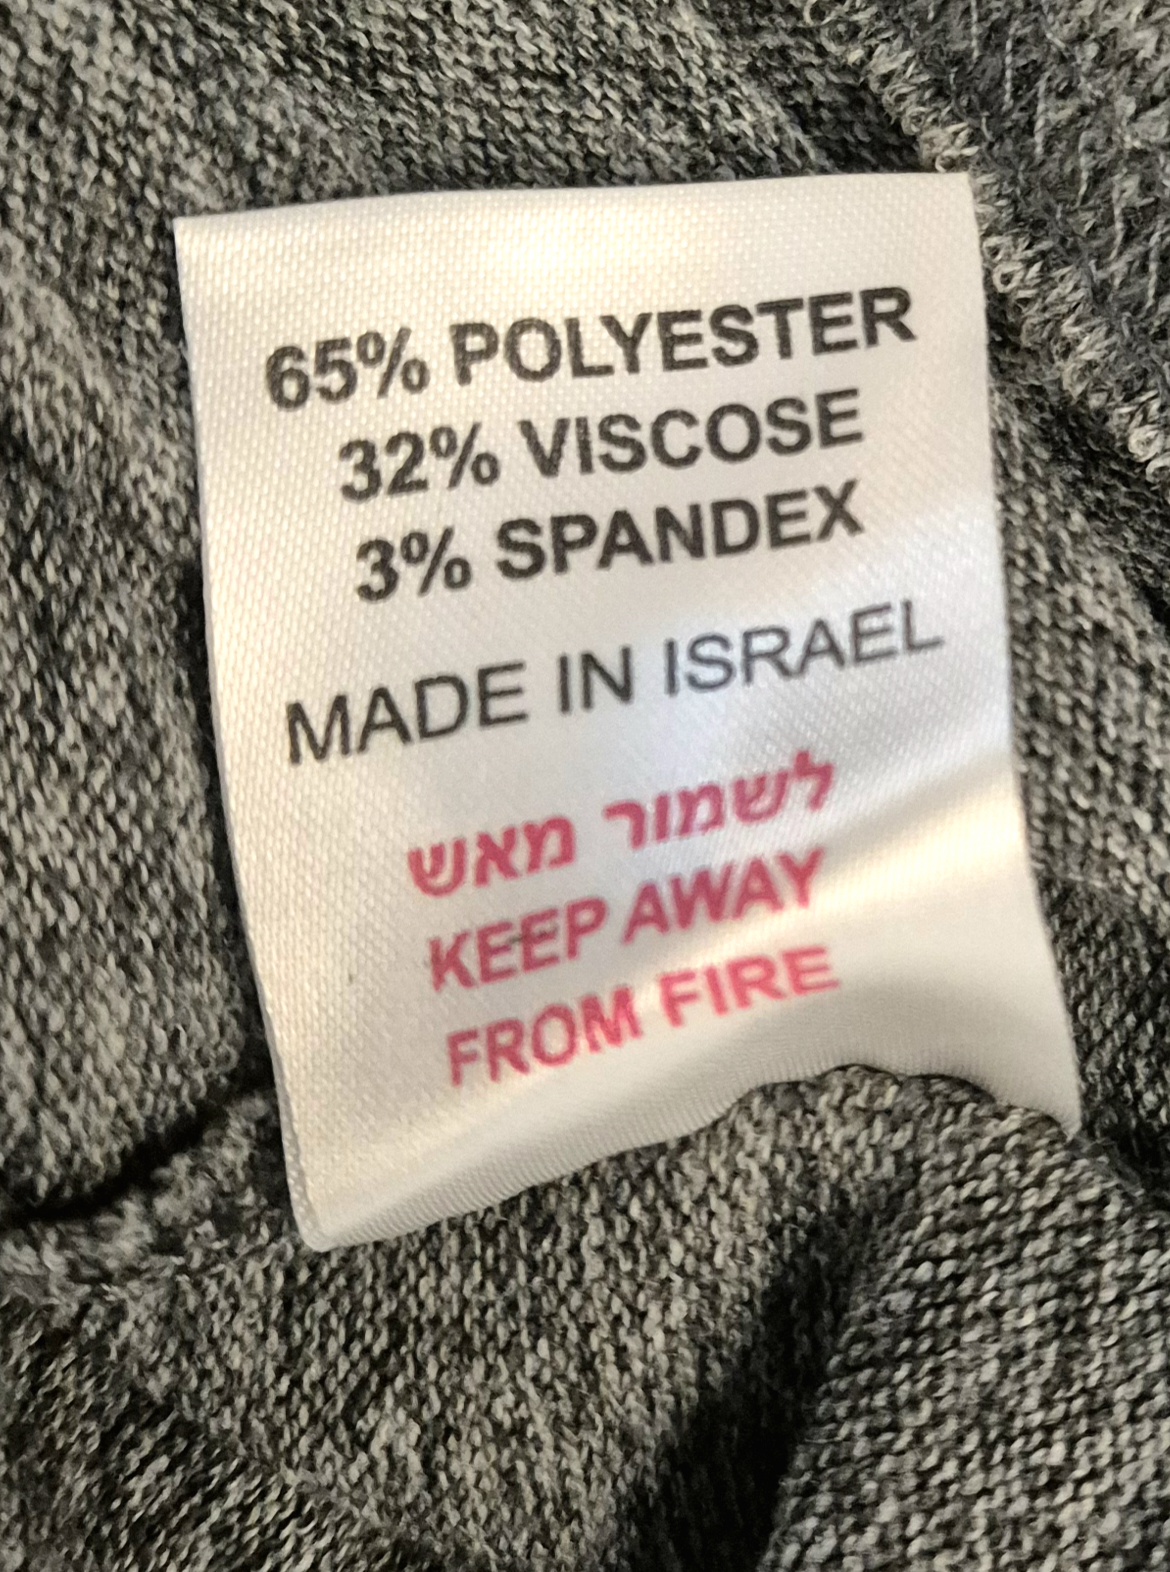 65% POLYESTER
32% VISCOSE
3% SPANDEX
MADE IN ISRAEL
לשמור מאש
KEEP AWAY
FROM FIRE